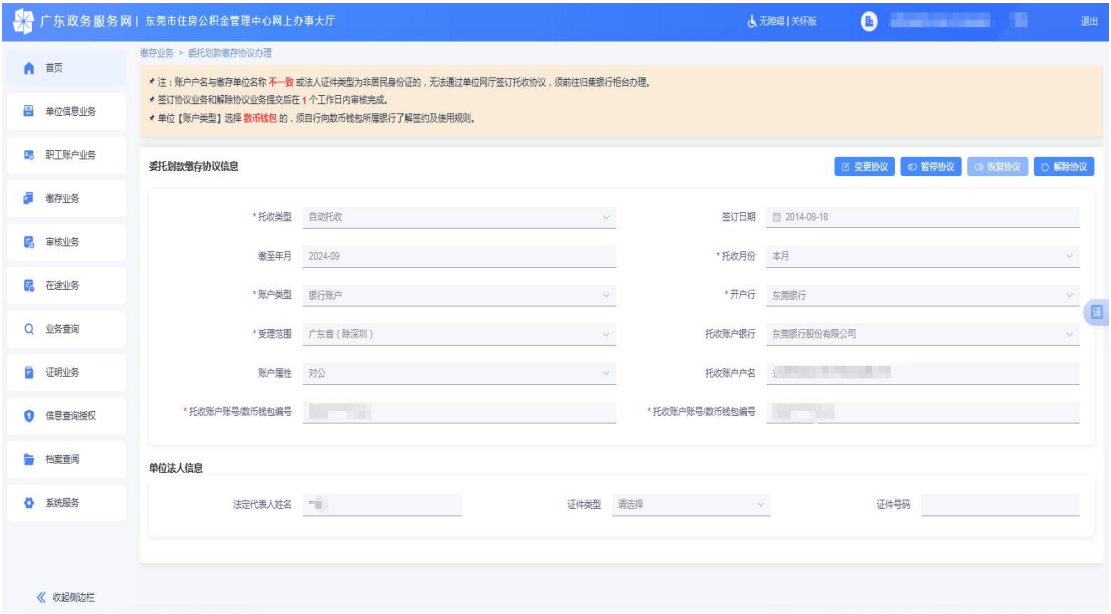 广东政务服务网 | 东莞市住房公积金管理中心网上办事大厅
无障碍 | 关怀版
退出
首页
单位信息业务
职工账户业务
缴存业务
审核业务
在途业务
业务查询
证明业务
信息查询授权
档案查阅
系统服务
收起侧边栏
缴存业务 > 委托划款缴存协议办理
* 注：账户户名与缴存单位名称 不一致 或法人证件类型为非居民身份证的，无法通过单位网厅签订托收协议，须前往归集银行柜台办理。
* 签订协议业务和解除协议业务提交后在 1 个工作日内审核完成。
* 单位【账户类型】选择 数币钱包 的，须自行向数币钱包所属银行了解签约及使用规则。
委托划款缴存协议信息
变更协议 暂停协议 恢复协议 解除协议
* 托收类型 自动托收 签订日期 2014-08-18
缴至年月 2024-09 * 托收月份 本月
* 账户类型 银行账户 * 开户行 东莞银行
* 受理范围 广东省（除深圳） 托收账户银行 东莞银行股份有限公司
账户属性 对公 托收账户户名
* 托收账户账号/数币钱包编号 * 托收账户账号/数币钱包编号
单位法人信息
法定代表人姓名 ** 证件类型 请选择 证件号码
译